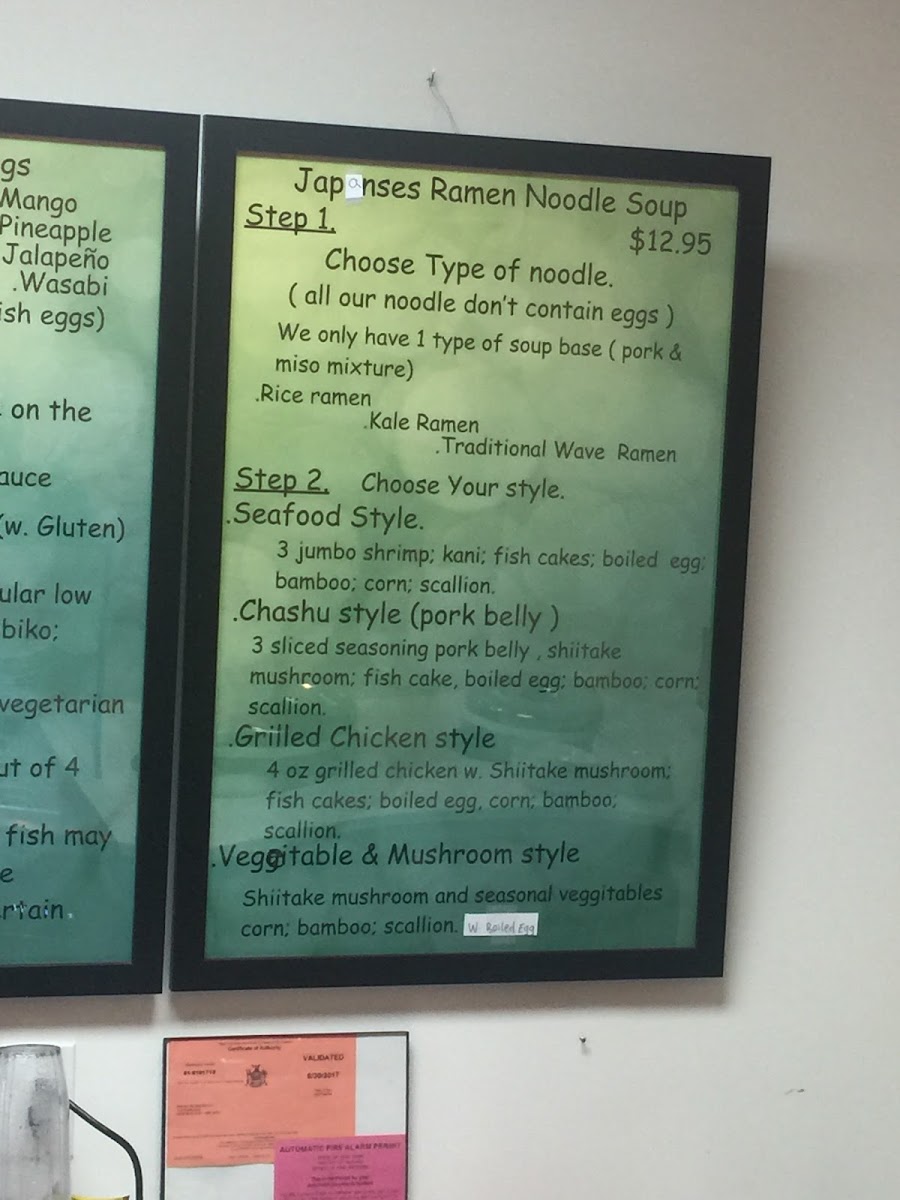 gs
Mango
Pineapple
Jalapeño
.Wasabi
ish eggs)
on the
auce
(w. Gluten)
ular low
biko;
vegetarian
ut of 4
fish may
e
rtain.
Japanses Ramen Noodle Soup
Step 1.
$12.95
Choose Type of noodle.
( all our noodle don't contain eggs )
We only have 1 type of soup base ( pork &
miso mixture)
.Rice ramen
.Kale Ramen
.Traditional Wave Ramen
Step 2. Choose Your style.
.Seafood Style.
3 jumbo shrimp; kani; fish cakes; boiled egg;
bamboo; corn; scallion.
.Chashu style (pork belly )
3 sliced seasoning pork belly , shiitake
mushroom; fish cake, boiled egg; bamboo; corn;
scallion.
.Grilled Chicken style
4 oz grilled chicken w. Shiitake mushroom;
fish cakes; boiled egg, corn; bamboo;
scallion.
.Veggitable & Mushroom style
Shiitake mushroom and seasonal veggitables
corn; bamboo; scallion. W. Boiled Egg
Certificate of Authority
VALIDATED
AUTOMATIC FIRE ALARM PERMIT